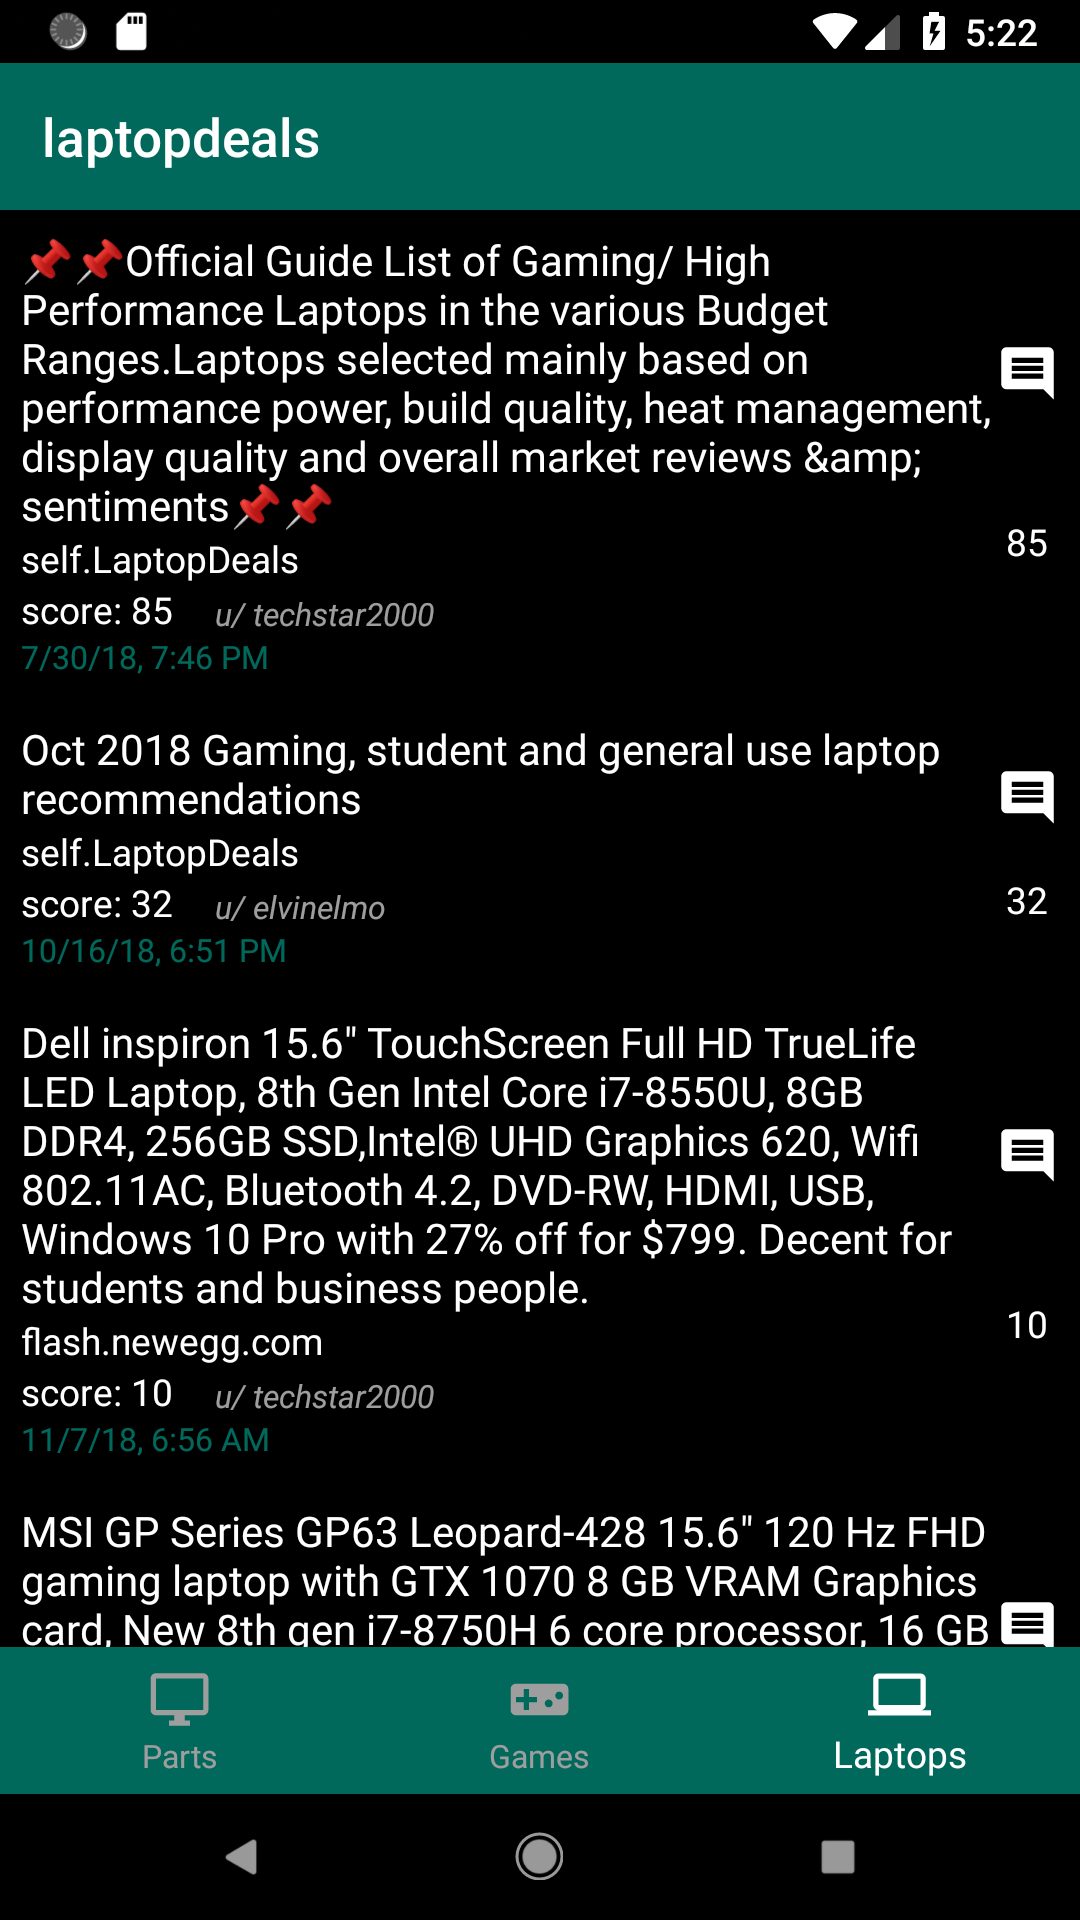 5:22
laptopdeals
📌📌Official Guide List of Gaming/ High
Performance Laptops in the various Budget
Ranges.Laptops selected mainly based on
performance power, build quality, heat management,
display quality and overall market reviews &amp;
sentiments📌📌
self.LaptopDeals
85
score: 85 u/ techstar2000
7/30/18, 7:46 PM
Oct 2018 Gaming, student and general use laptop
recommendations
self.LaptopDeals
32
score: 32 u/ elvinelmo
10/16/18, 6:51 PM
Dell inspiron 15.6" TouchScreen Full HD TrueLife
LED Laptop, 8th Gen Intel Core i7-8550U, 8GB
DDR4, 256GB SSD,Intel® UHD Graphics 620, Wifi
802.11AC, Bluetooth 4.2, DVD-RW, HDMI, USB,
Windows 10 Pro with 27% off for $799. Decent for
students and business people.
10
flash.newegg.com
score: 10 u/ techstar2000
11/7/18, 6:56 AM
MSI GP Series GP63 Leopard-428 15.6" 120 Hz FHD
gaming laptop with GTX 1070 8 GB VRAM Graphics
card, New 8th gen i7-8750H 6 core processor, 16 GB
Parts
Games
Laptops